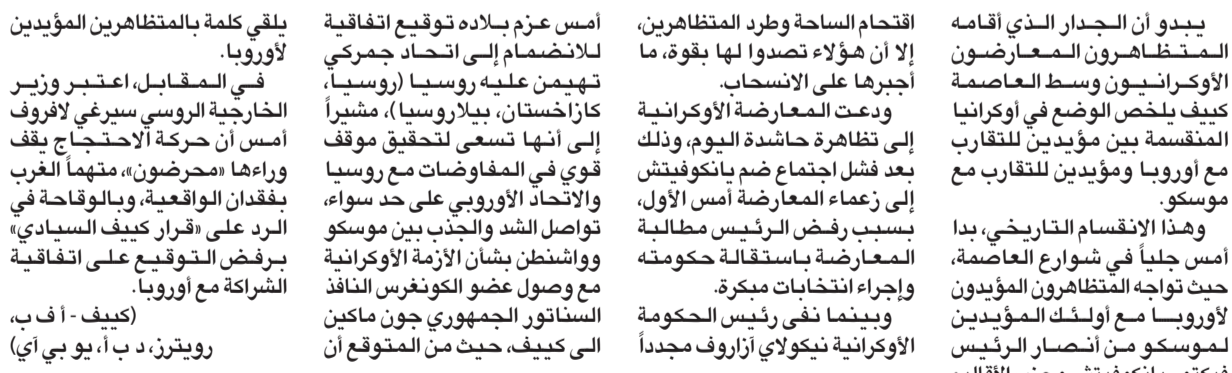 يبدو أن الجدار الذي أقامه
المتظاهرون المعارضون
الأوكرانيون وسط العاصمة
كييف يلخص الوضع في أوكرانيا
المنقسمة بين مؤيدين للتقارب
مع أوروبا ومؤيدين للتقارب مع
موسكو.
وهذا الانقسام التاريخي، بدا
أمس جلياً في شوارع العاصمة،
حيث تواجه المتظاهرون المؤيدون
لأوروبا مع أولئك المؤيدين
لموسكو من أنصار الرئيس
اقتحام الساحة وطرد المتظاهرين،
إلا أن هؤلاء تصدوا لها بقوة، ما
أجبرها على الانسحاب.
ودعت المعارضة الأوكرانية
إلى تظاهرة حاشدة اليوم، وذلك
بعد فشل اجتماع ضم يانكوفيتش
إلى زعماء المعارضة أمس الأول،
بسبب رفض الرئيس مطالبة
المعارضة باستقالة حكومته
وإجراء انتخابات مبكرة.
وبينما نفى رئيس الحكومة
الأوكرانية نيكولاي آزاروف مجدداً
أمس عزم بلاده توقيع اتفاقية
للانضمام إلى اتحاد جمركي
تهيمن عليه روسيا (روسيا،
كازاخستان، بيلاروسيا)، مشيراً
إلى أنها تسعى لتحقيق موقف
قوي في المفاوضات مع روسيا
والاتحاد الأوروبي على حد سواء،
تواصل الشد والجذب بين موسكو
وواشنطن بشأن الأزمة الأوكرانية
مع وصول عضو الكونغرس النافذ
السناتور الجمهوري جون ماكين
الى كييف، حيث من المتوقع أن
يلقي كلمة بالمتظاهرين المؤيدين
لأوروبا.
في المقابل، اعتبر وزير
الخارجية الروسي سيرغي لافروف
أمس أن حركة الاحتجاج يقف
وراءها «محرضون»، متهماً الغرب
بفقدان الواقعية، وبالوقاحة في
الرد على «قرار كييف السيادي»
برفض التوقيع على اتفاقية
الشراكة مع أوروبا.
(كييف - أ ف ب،
رويترز، د ب أ، يو بي آي)